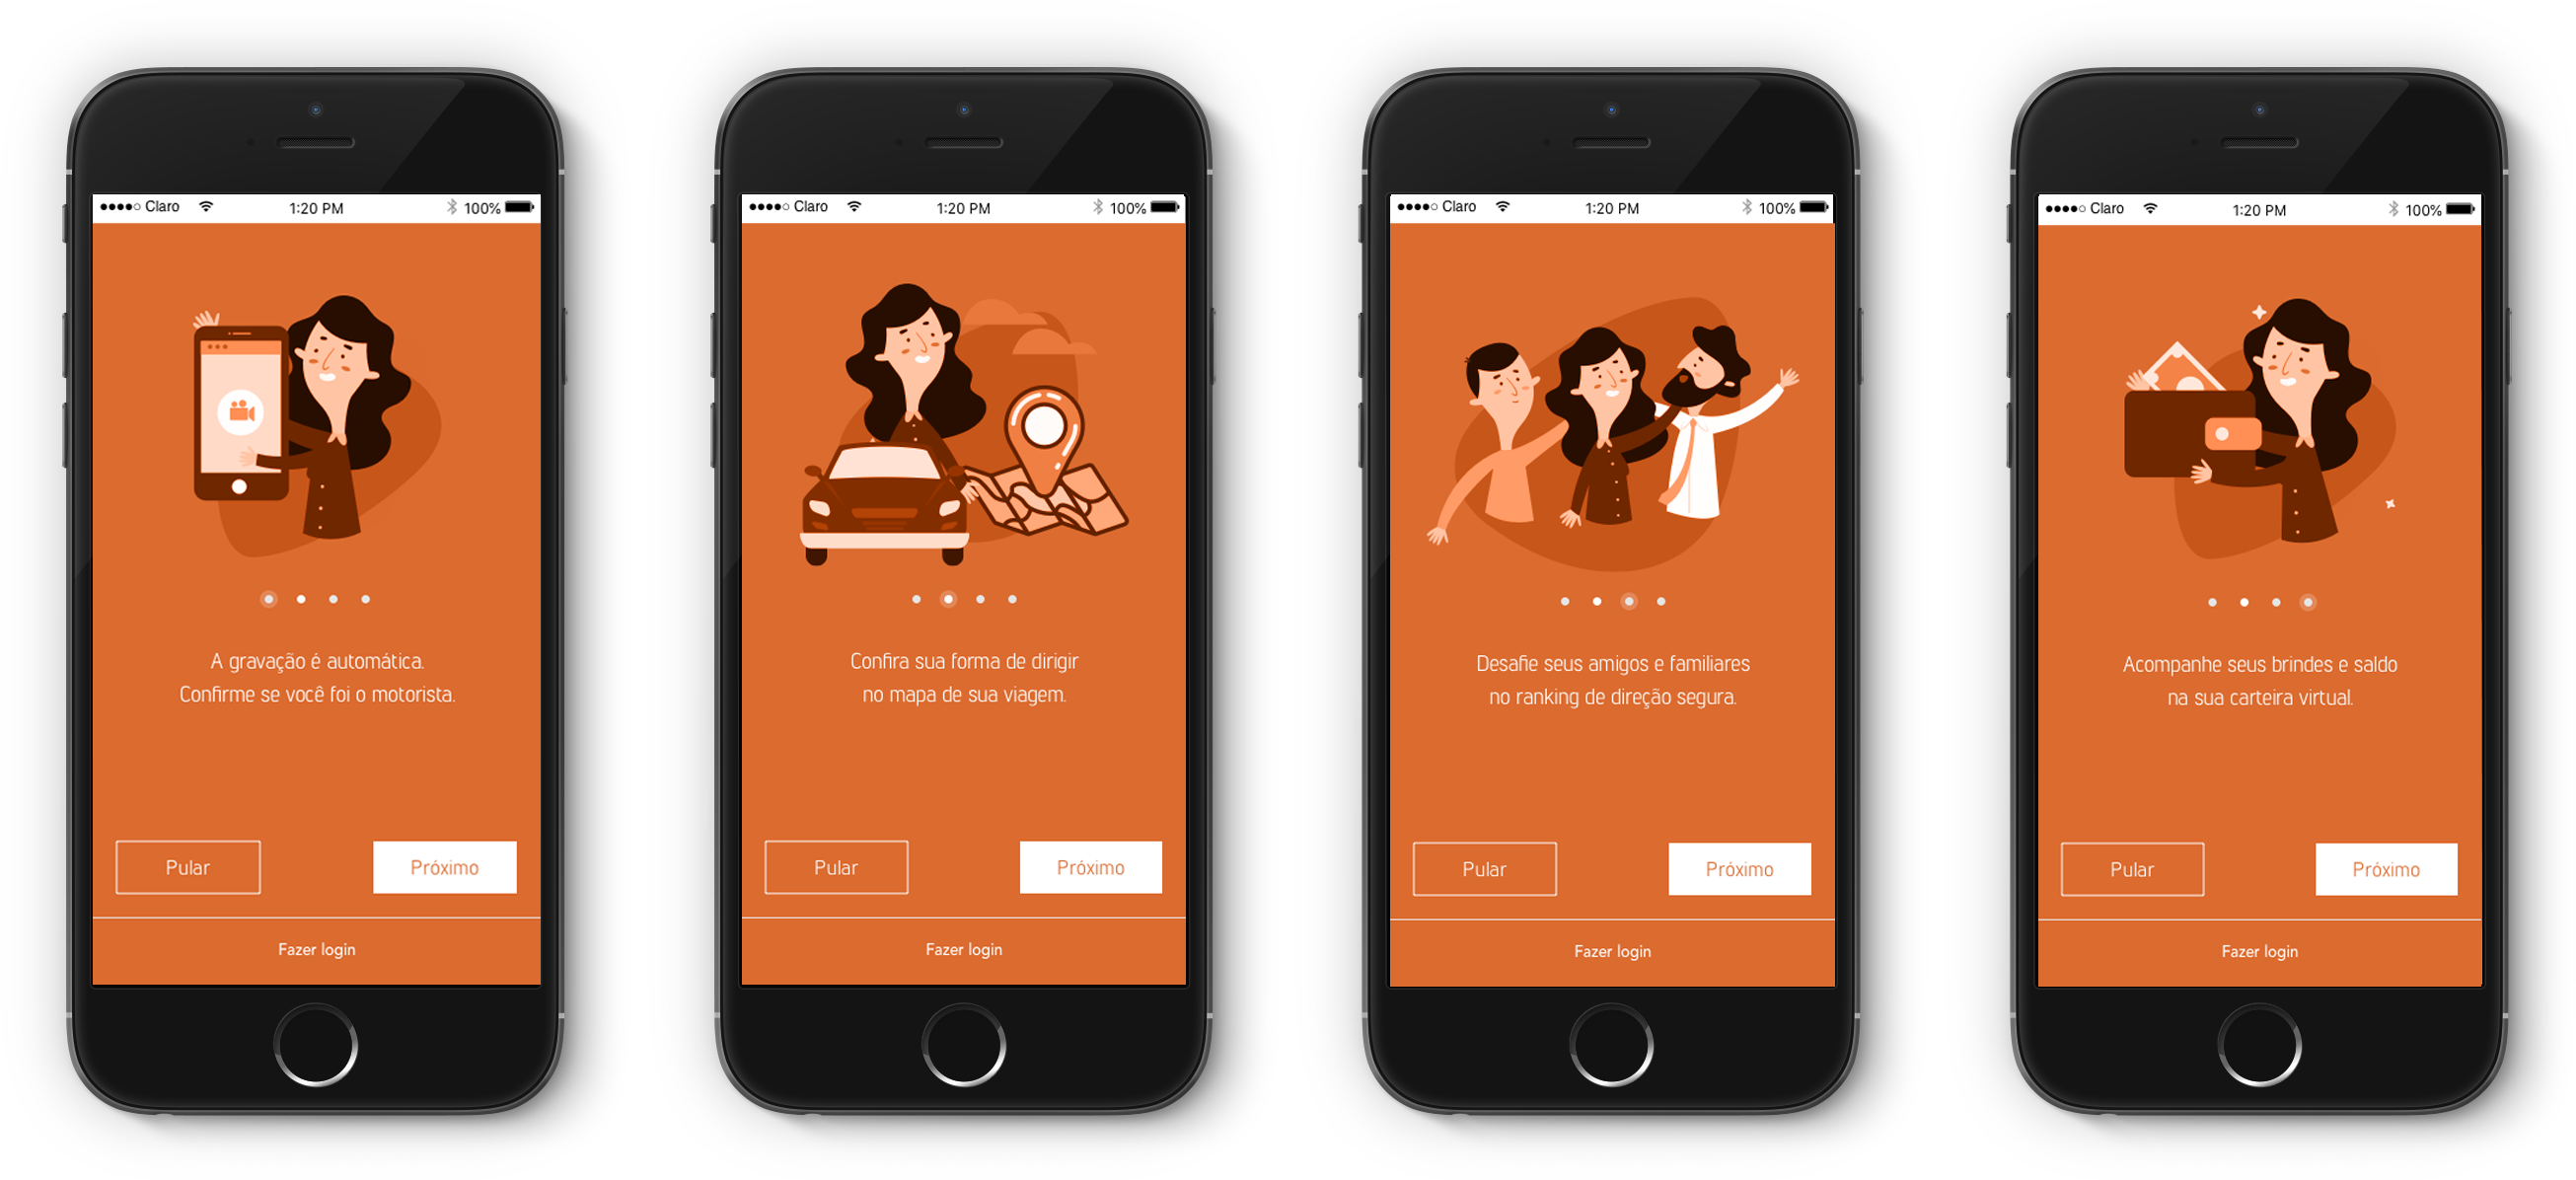 Claro 1:20 PM 100%
A gravação é automática.
Confirme se você foi o motorista.
Pular
Próximo
Fazer login
Claro 1:20 PM 100%
Confira sua forma de dirigir
no mapa de sua viagem.
Pular
Próximo
Fazer login
Claro 1:20 PM 100%
Desafie seus amigos e familiares
no ranking de direção segura.
Pular
Próximo
Fazer login
Claro 1:20 PM 100%
Acompanhe seus brindes e saldo
na sua carteira virtual.
Pular
Próximo
Fazer login